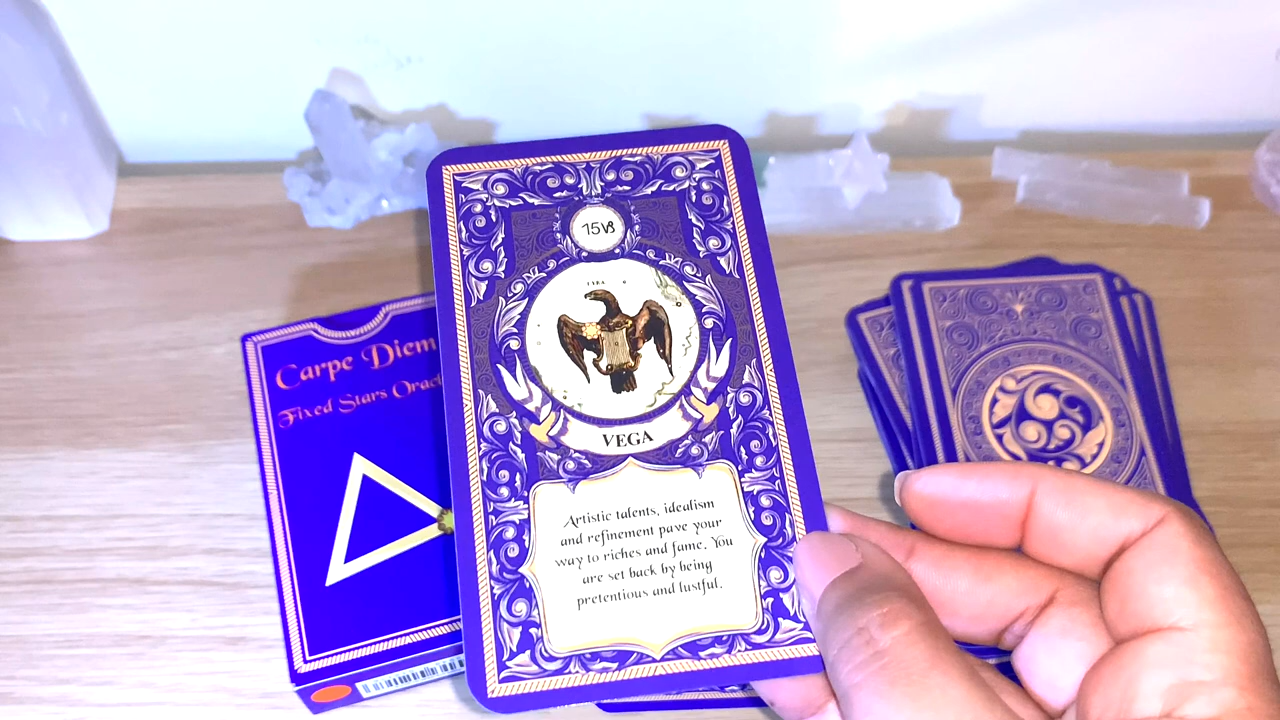 15♑
LYRA
VEGA
Artistic talents, idealism
and refinement pave your
way to riches and fame. You
are set back by being
pretentious and lustful.
Carpe Diem
Fixed Stars